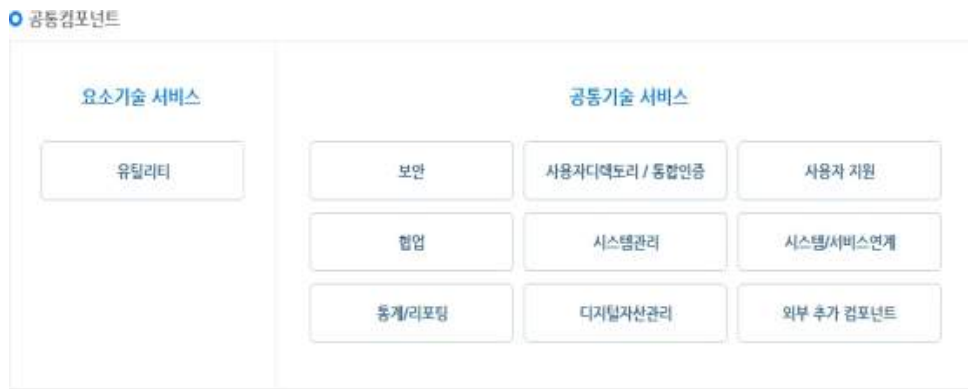 공통컴포넌트
요소기술 서비스
공통기술 서비스
유틸리티
보안
사용자디렉토리 / 통합인증
사용자 지원
협업
시스템관리
시스템/서비스연계
통계/리포팅
디지털자산관리
외부 추가 컴포넌트